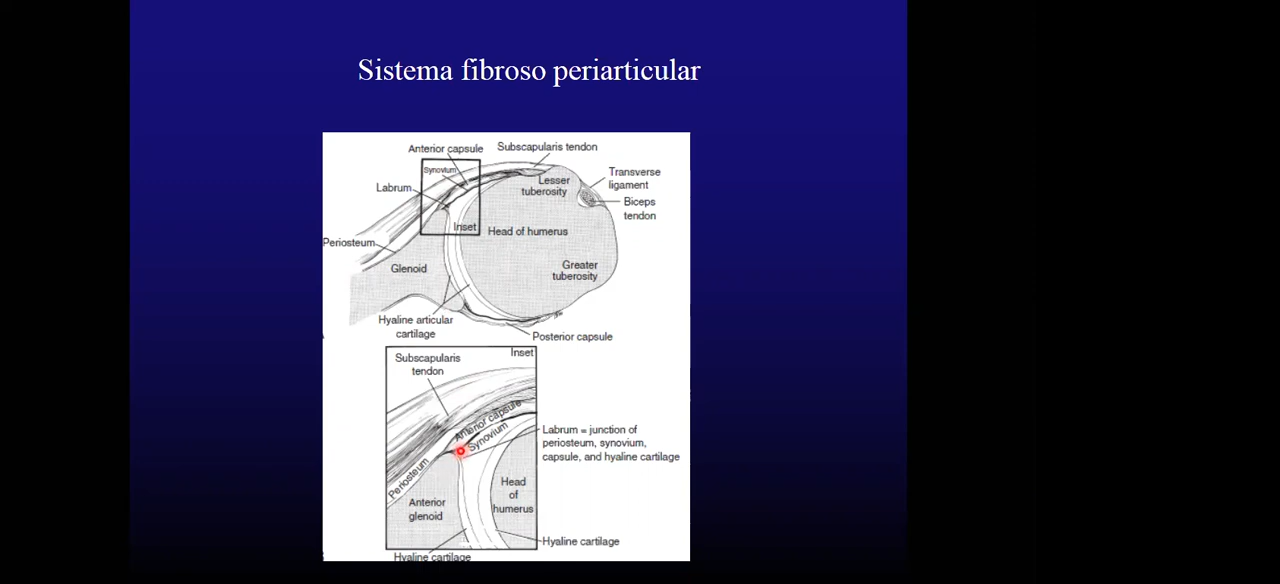 Sistema fibroso periarticular
Anterior capsule
Subscapularis tendon
Synovium
Transverse
ligament
Labrum
Lesser
tuberosity
Biceps
tendon
Inset
Head of humerus
Periosteum
Glenoid
Greater
tuberosity
Hyaline articular
cartilage
Posterior capsule
Inset
Subscapularis
tendon
Anterior capsule
Synovium
Labrum = junction of
periosteum, synovium,
capsule, and hyaline cartilage
Periosteum
Anterior
glenoid
Head
of
humerus
Hyaline cartilage
Hyaline cartilage